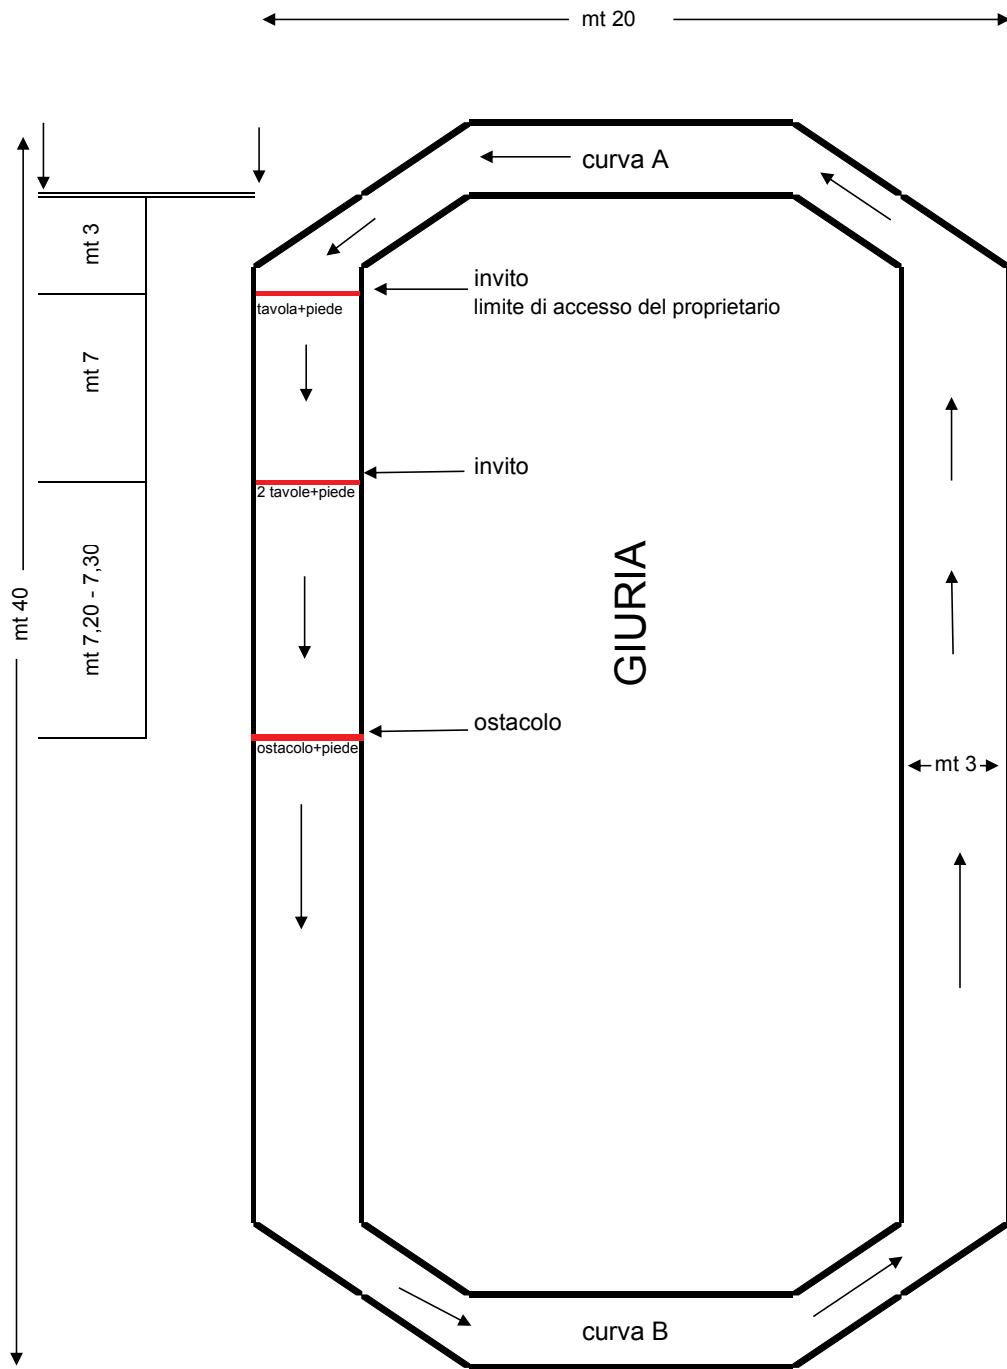 mt 20
curva A
mt 3
invito
limite di accesso del proprietario
tavola+piede
mt 7
invito
2 tavole+piede
mt 7,20 - 7,30
mt 40
GIURIA
ostacolo
ostacolo+piede
mt 3
curva B